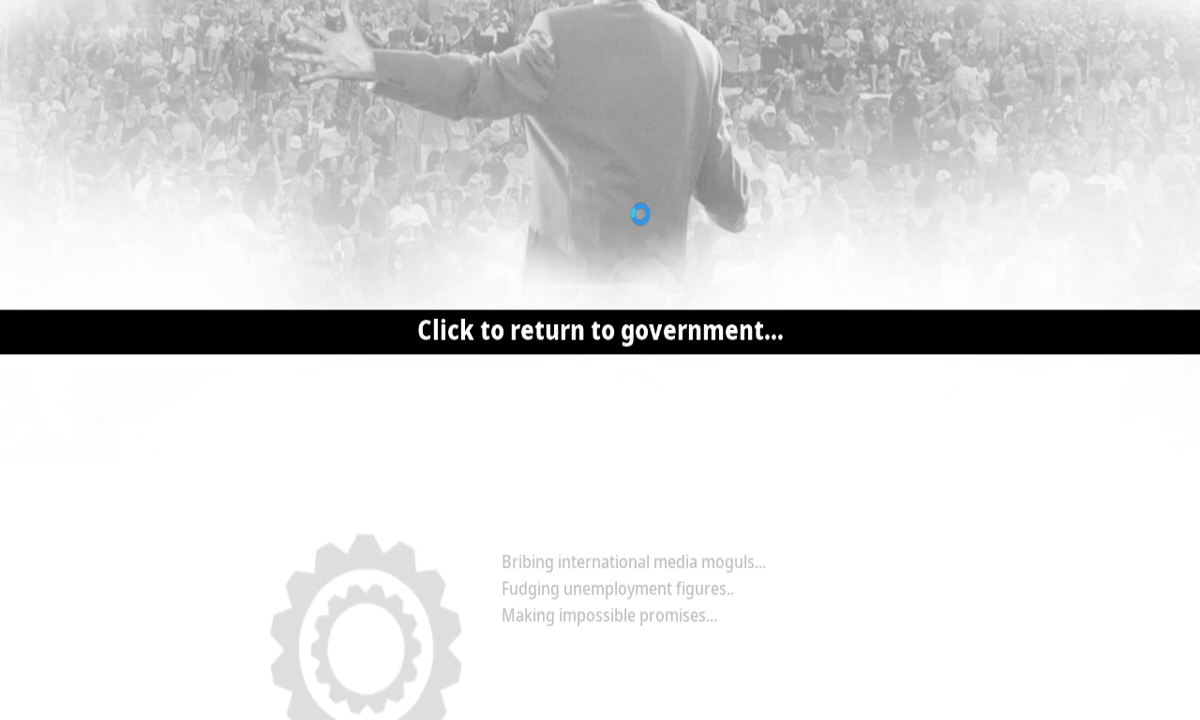 Click to return to government...
Bribing international media moguls...
Fudging unemployment figures..
Making impossible promises...